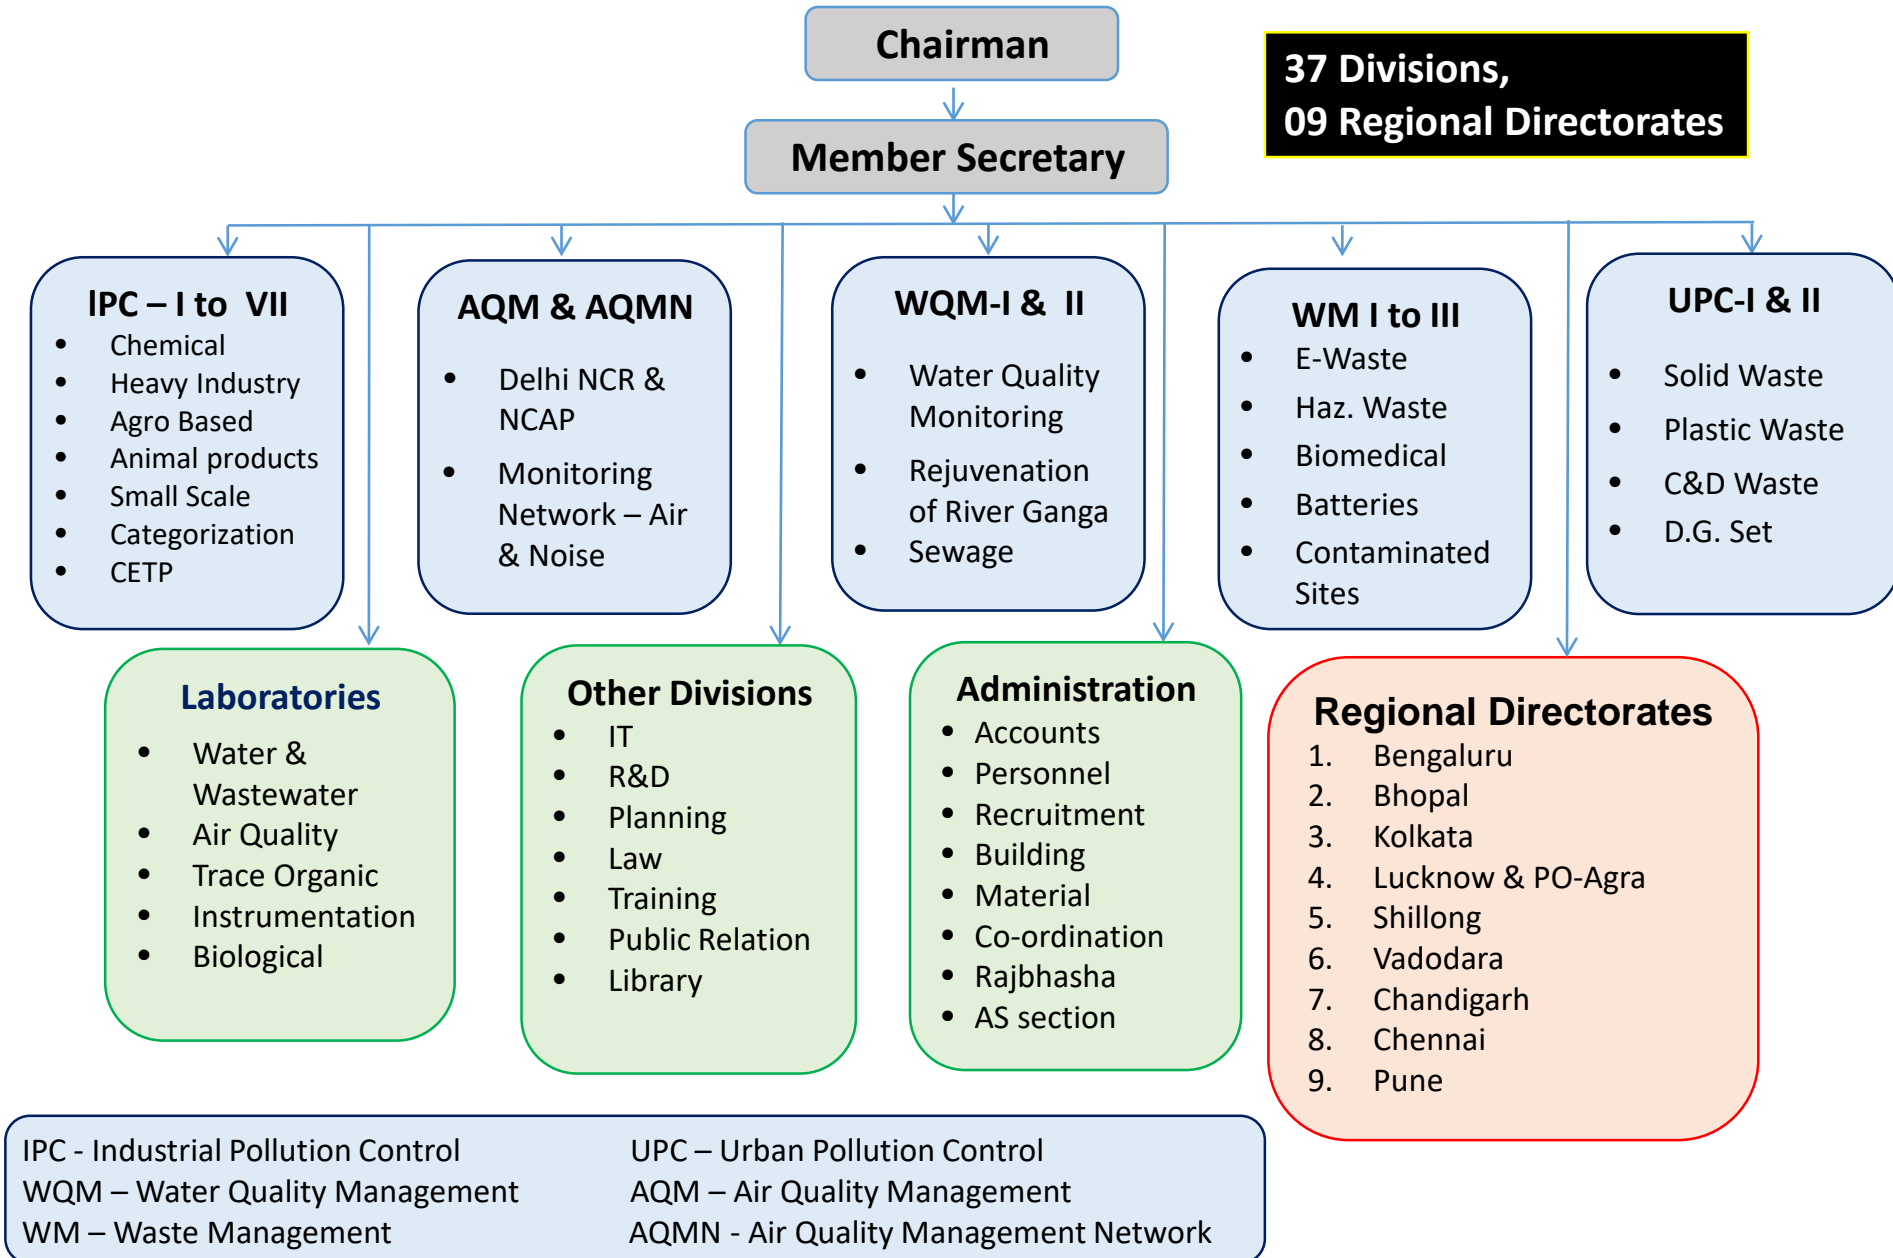 Chairman
37 Divisions,
09 Regional Directorates
Member Secretary
IPC – I to VII
• Chemical
• Heavy Industry
• Agro Based
• Animal products
• Small Scale
• Categorization
• CETP
AQM & AQMN
• Delhi NCR &
NCAP
• Monitoring
Network – Air
& Noise
WQM-I & II
• Water Quality
Monitoring
• Rejuvenation
of River Ganga
• Sewage
WM I to III
• E-Waste
• Haz. Waste
• Biomedical
• Batteries
• Contaminated
Sites
UPC-I & II
• Solid Waste
• Plastic Waste
• C&D Waste
• D.G. Set
Laboratories
• Water &
Wastewater
• Air Quality
• Trace Organic
• Instrumentation
• Biological
Other Divisions
• IT
• R&D
• Planning
• Law
• Training
• Public Relation
• Library
Administration
• Accounts
• Personnel
• Recruitment
• Building
• Material
• Co-ordination
• Rajbhasha
• AS section
Regional Directorates
1. Bengaluru
2. Bhopal
3. Kolkata
4. Lucknow & PO-Agra
5. Shillong
6. Vadodara
7. Chandigarh
8. Chennai
9. Pune
IPC - Industrial Pollution Control
WQM – Water Quality Management
WM – Waste Management
UPC – Urban Pollution Control
AQM – Air Quality Management
AQMN - Air Quality Management Network